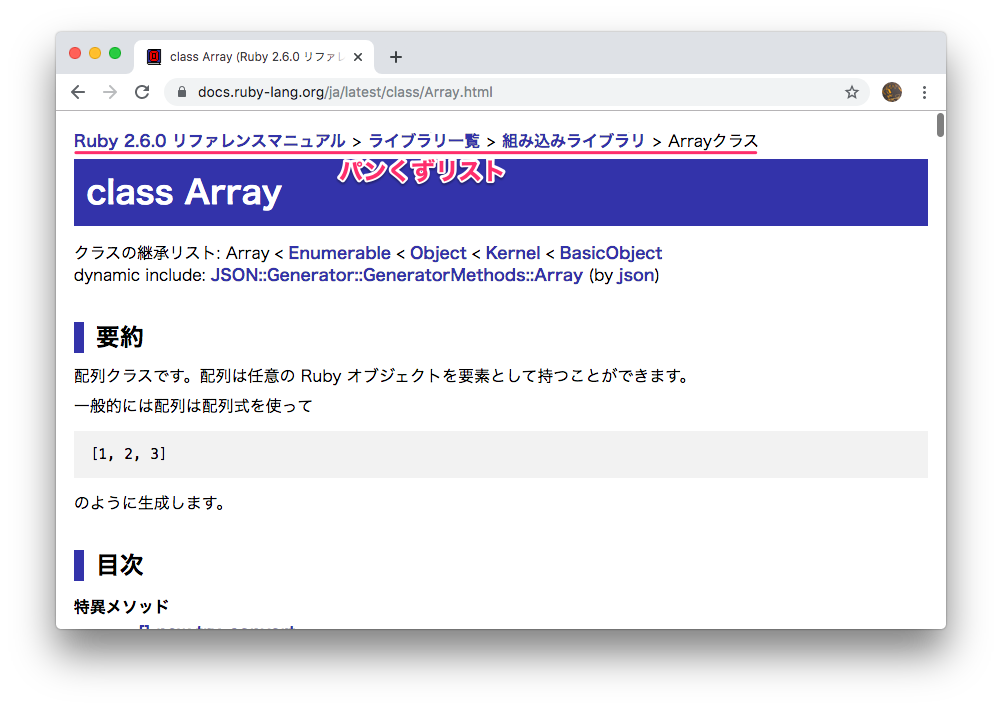 class Array (Ruby 2.6.0 リファレ
docs.ruby-lang.org/ja/latest/class/Array.html
Ruby 2.6.0 リファレンスマニュアル > ライブラリ一覧 > 組み込みライブラリ > Arrayクラス
パンくずリスト
class Array
クラスの継承リスト: Array < Enumerable < Object < Kernel < BasicObject
dynamic include: JSON::Generator::GeneratorMethods::Array (by json)
要約
配列クラスです。配列は任意の Ruby オブジェクトを要素として持つことができます。
一般的には配列は配列式を使って
[1, 2, 3]
のように生成します。
目次
特異メソッド